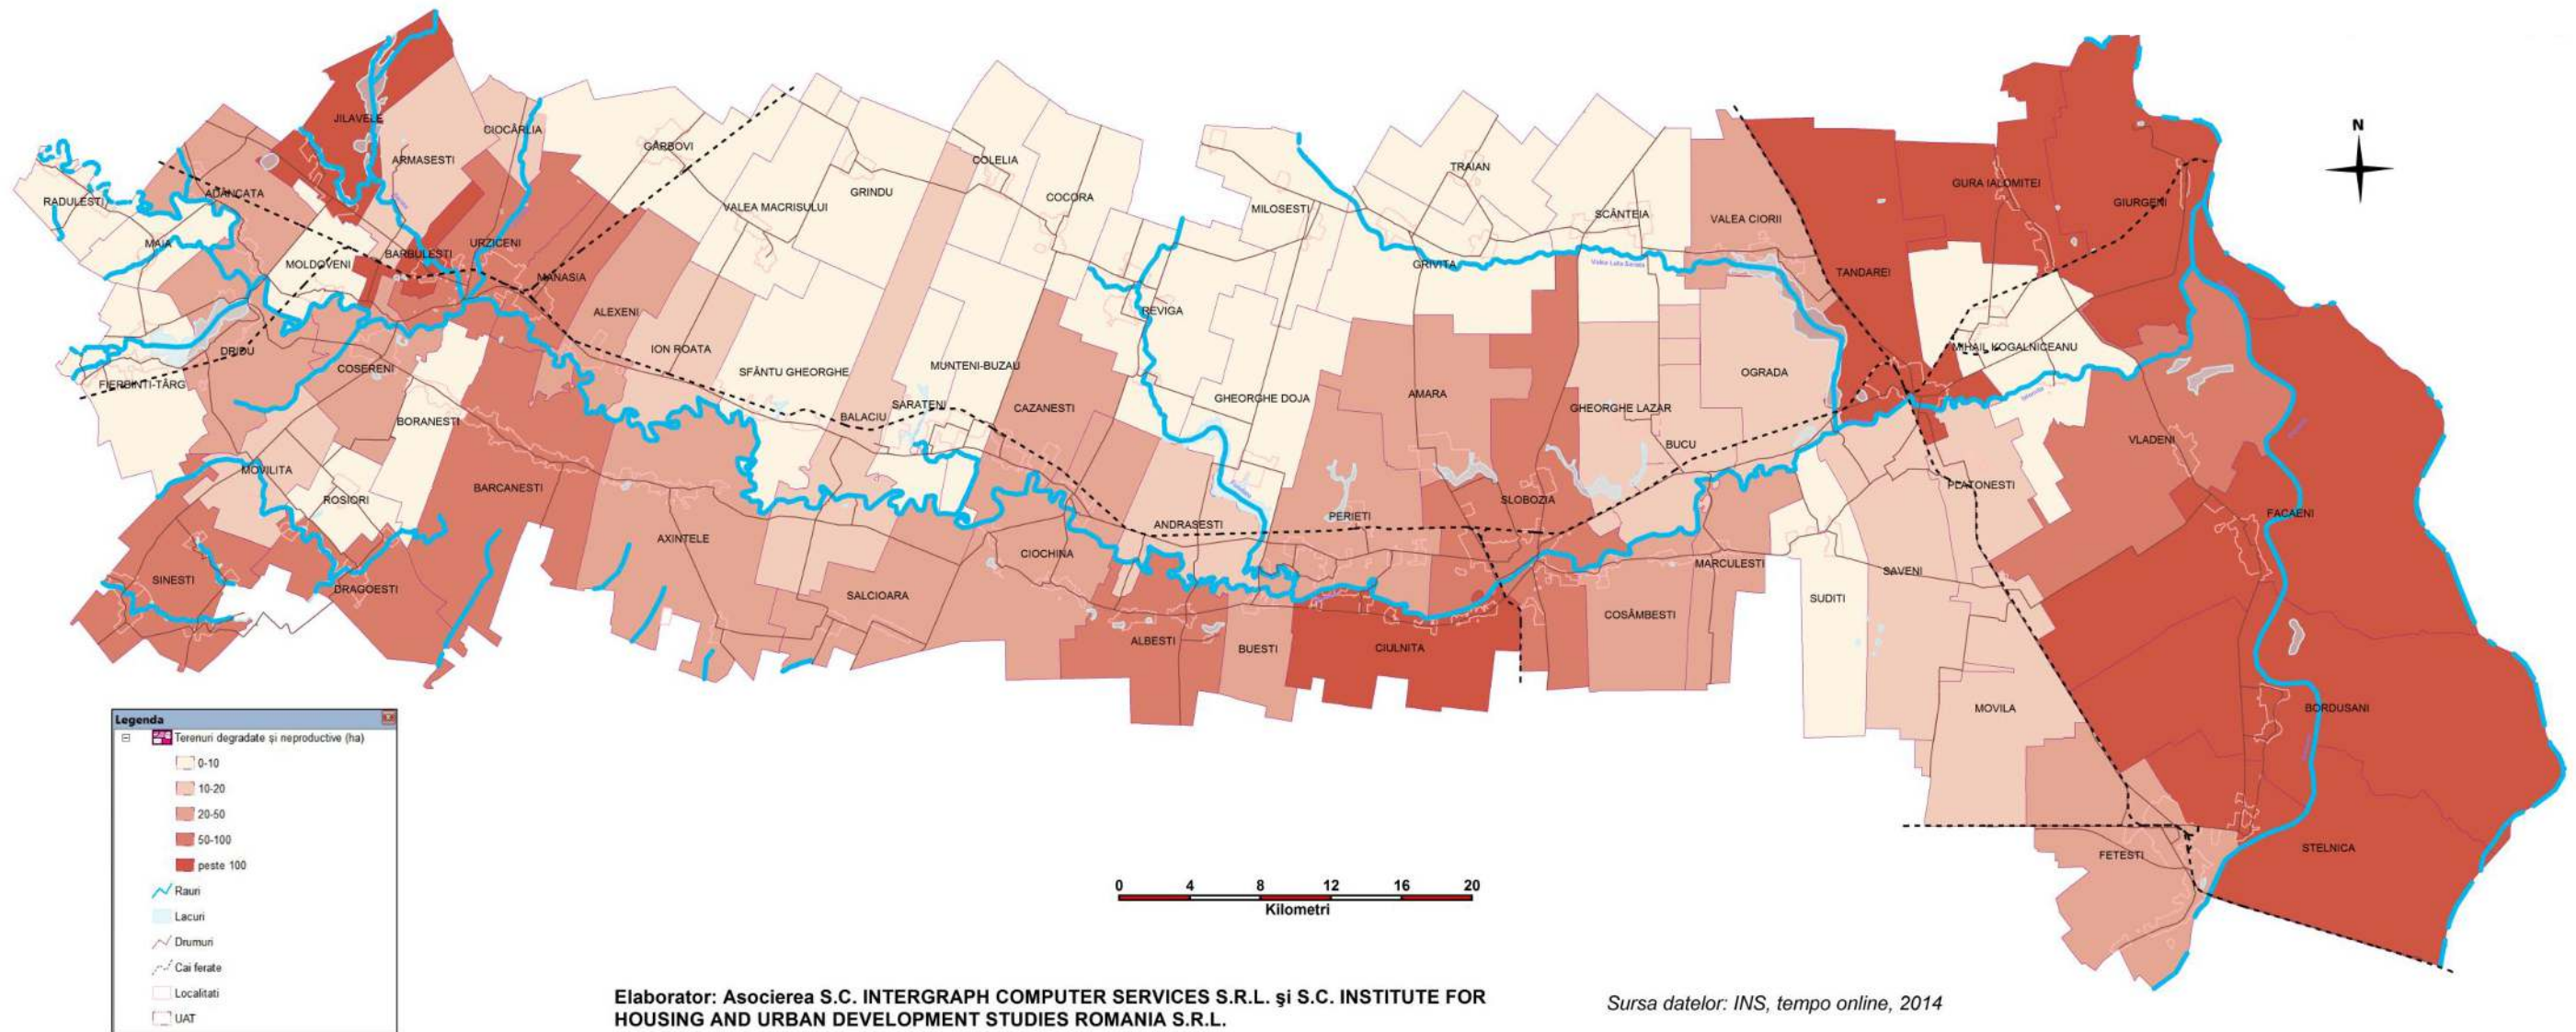 N
JILAVELE
CIOCÂRLIA
GÂRBOVI
ARMASESTI
COLELIA
TRAIAN
GRINDU
ADÂNCATA
RADULESTI
COCORA
GURA IALOMITEI
VALEA MACRISULUI
MILOSESTI
GIURGENI
SCÂNTEIA
VALEA CIORII
MAIA
URZICENI
BARBULESTI
MOLDOVENI
GRIVITA
MANASIA
TANDAREI
ALEXENI
REVIGA
ION ROATA
MIHAIL KOGALNICEANU
DRIDU
COSERENI
MUNTENI-BUZAU
SFÂNTU GHEORGHE
OGRADA
FIERBINTI-TÂRG
AMARA
GHEORGHE DOJA
SARATENI
CAZANESTI
GHEORGHE LAZAR
BALACIU
BORANESTI
VLADENI
BUCU
MOVILITA
PLATONESTI
BARCANESTI
ROSIORI
SLOBOZIA
FACAENI
PERIETI
ANDRASESTI
AXINTELE
CIOCHINA
MARCULESTI
SAVENI
SINESTI
DRAGOESTI
SALCIOARA
SUDITI
COSÂMBESTI
ALBESTI
BUESTI
CIULNITA
MOVILA
BORDUSANI
STELNICA
FETESTI
Legenda
Terenuri degradate și neproductive (ha)
0-10
10-20
20-50
50-100
peste 100
Rauri
Lacuri
Drumuri
Cai ferate
Localitati
UAT
0 4 8 12 16 20
Kilometri
Elaborator: Asocierea S.C. INTERGRAPH COMPUTER SERVICES S.R.L. şi S.C. INSTITUTE FOR
HOUSING AND URBAN DEVELOPMENT STUDIES ROMANIA S.R.L.
Sursa datelor: INS, tempo online, 2014